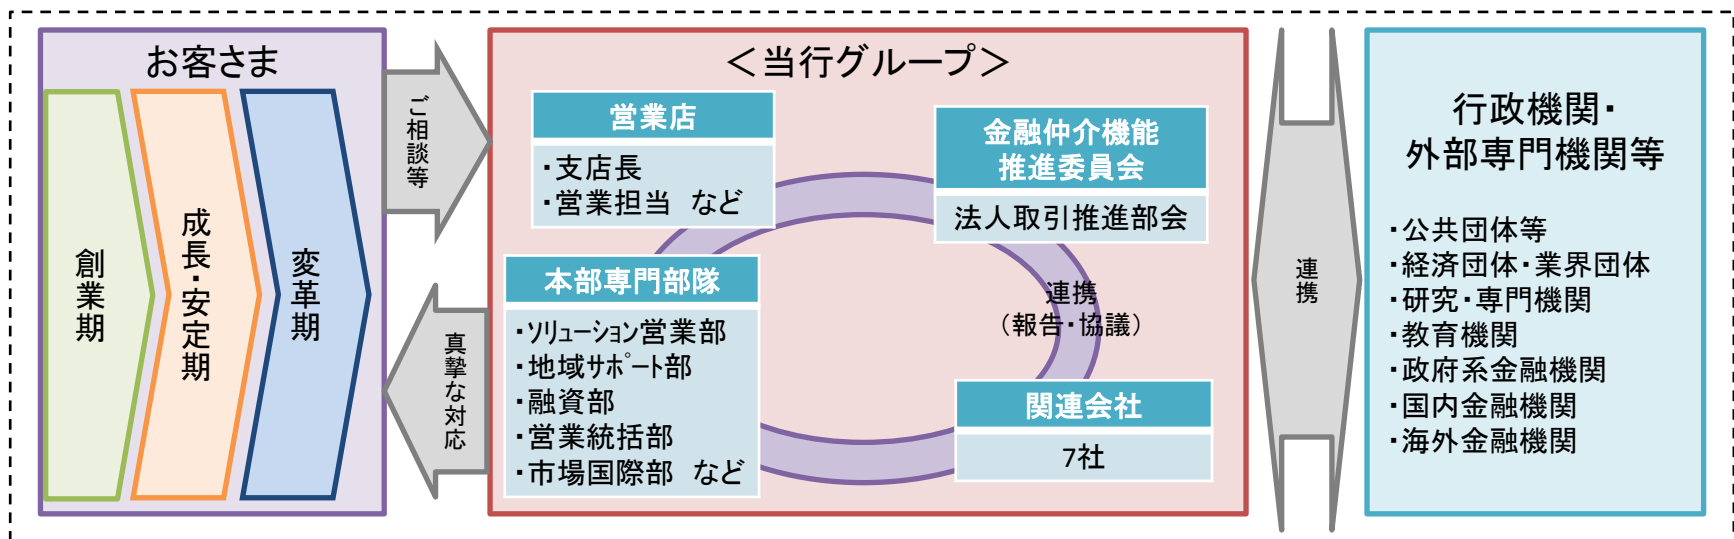 お客さま
創業期
成長・安定期
変革期
ご相談等
真摯な対応
＜当行グループ＞
営業店
・支店長
・営業担当　など
金融仲介機能
推進委員会
法人取引推進部会
本部専門部隊
・ｿﾘｭｰｼｮﾝ営業部
・地域ｻﾎﾟｰﾄ部
・融資部
・営業統括部
・市場国際部　など
連携
（報告・協議）
関連会社
7社
連携
行政機関・
外部専門機関等
・公共団体等
・経済団体・業界団体
・研究・専門機関
・教育機関
・政府系金融機関
・国内金融機関
・海外金融機関